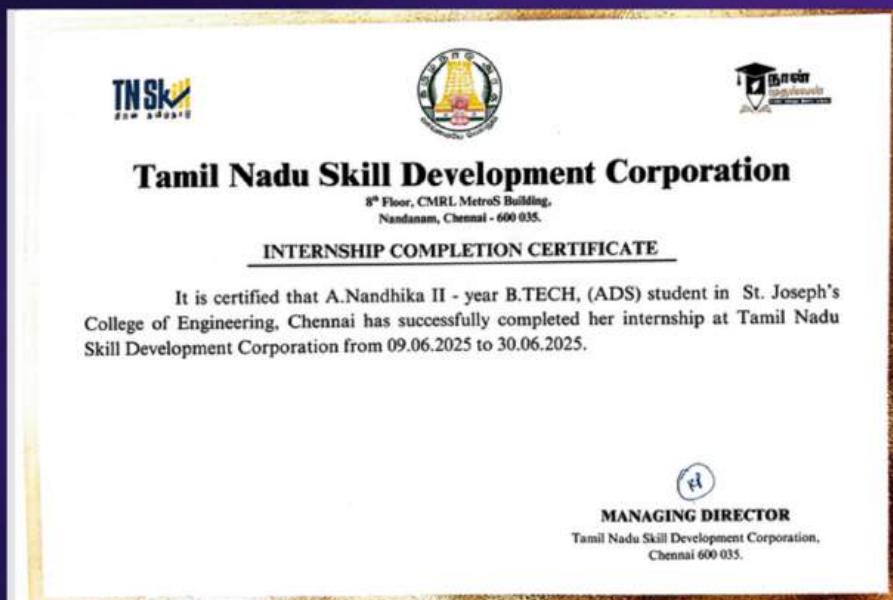 TN Skill
நான்
முதல்வன்
Tamil Nadu Skill Development Corporation
8th Floor, CMRL MetroS Building,
Nandanam, Chennai - 600 035.
INTERNSHIP COMPLETION CERTIFICATE
It is certified that A.Nandhika II - year B.TECH, (ADS) student in St. Joseph's
College of Engineering, Chennai has successfully completed her internship at Tamil Nadu
Skill Development Corporation from 09.06.2025 to 30.06.2025.
MANAGING DIRECTOR
Tamil Nadu Skill Development Corporation,
Chennai 600 035.